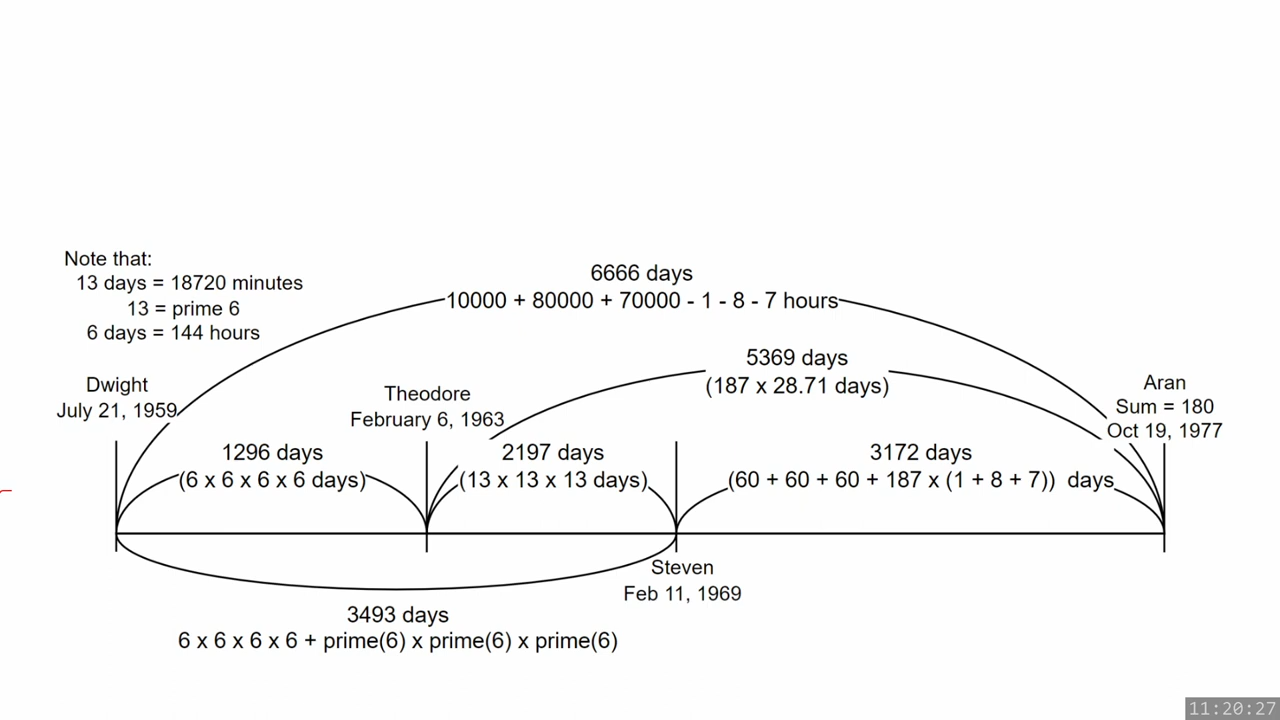 Note that:
13 days = 18720 minutes
13 = prime 6
6 days = 144 hours
6666 days
10000 + 80000 + 70000 - 1 - 8 - 7 hours
5369 days
(187 x 28.71 days)
Dwight
July 21, 1959
Theodore
February 6, 1963
Aran
Sum = 180
Oct 19, 1977
1296 days
(6 x 6 x 6 x 6 days)
2197 days
(13 x 13 x 13 days)
3172 days
(60 + 60 + 60 + 187 x (1 + 8 + 7)) days
Steven
Feb 11, 1969
3493 days
6 x 6 x 6 x 6 + prime(6) x prime(6) x prime(6)
11:20:27